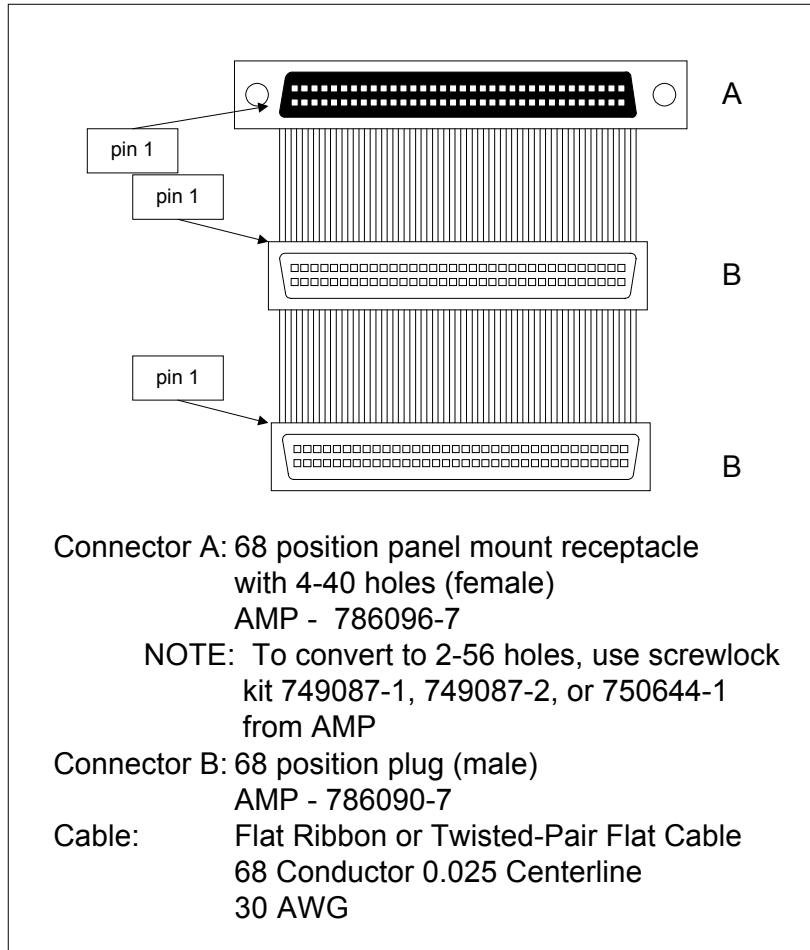 A
pin 1
pin 1
B
pin 1
B
Connector A: 68 position panel mount receptacle
with 4-40 holes (female)
AMP - 786096-7
NOTE: To convert to 2-56 holes, use screwlock
kit 749087-1, 749087-2, or 750644-1
from AMP
Connector B: 68 position plug (male)
AMP - 786090-7
Cable: Flat Ribbon or Twisted-Pair Flat Cable
68 Conductor 0.025 Centerline
30 AWG